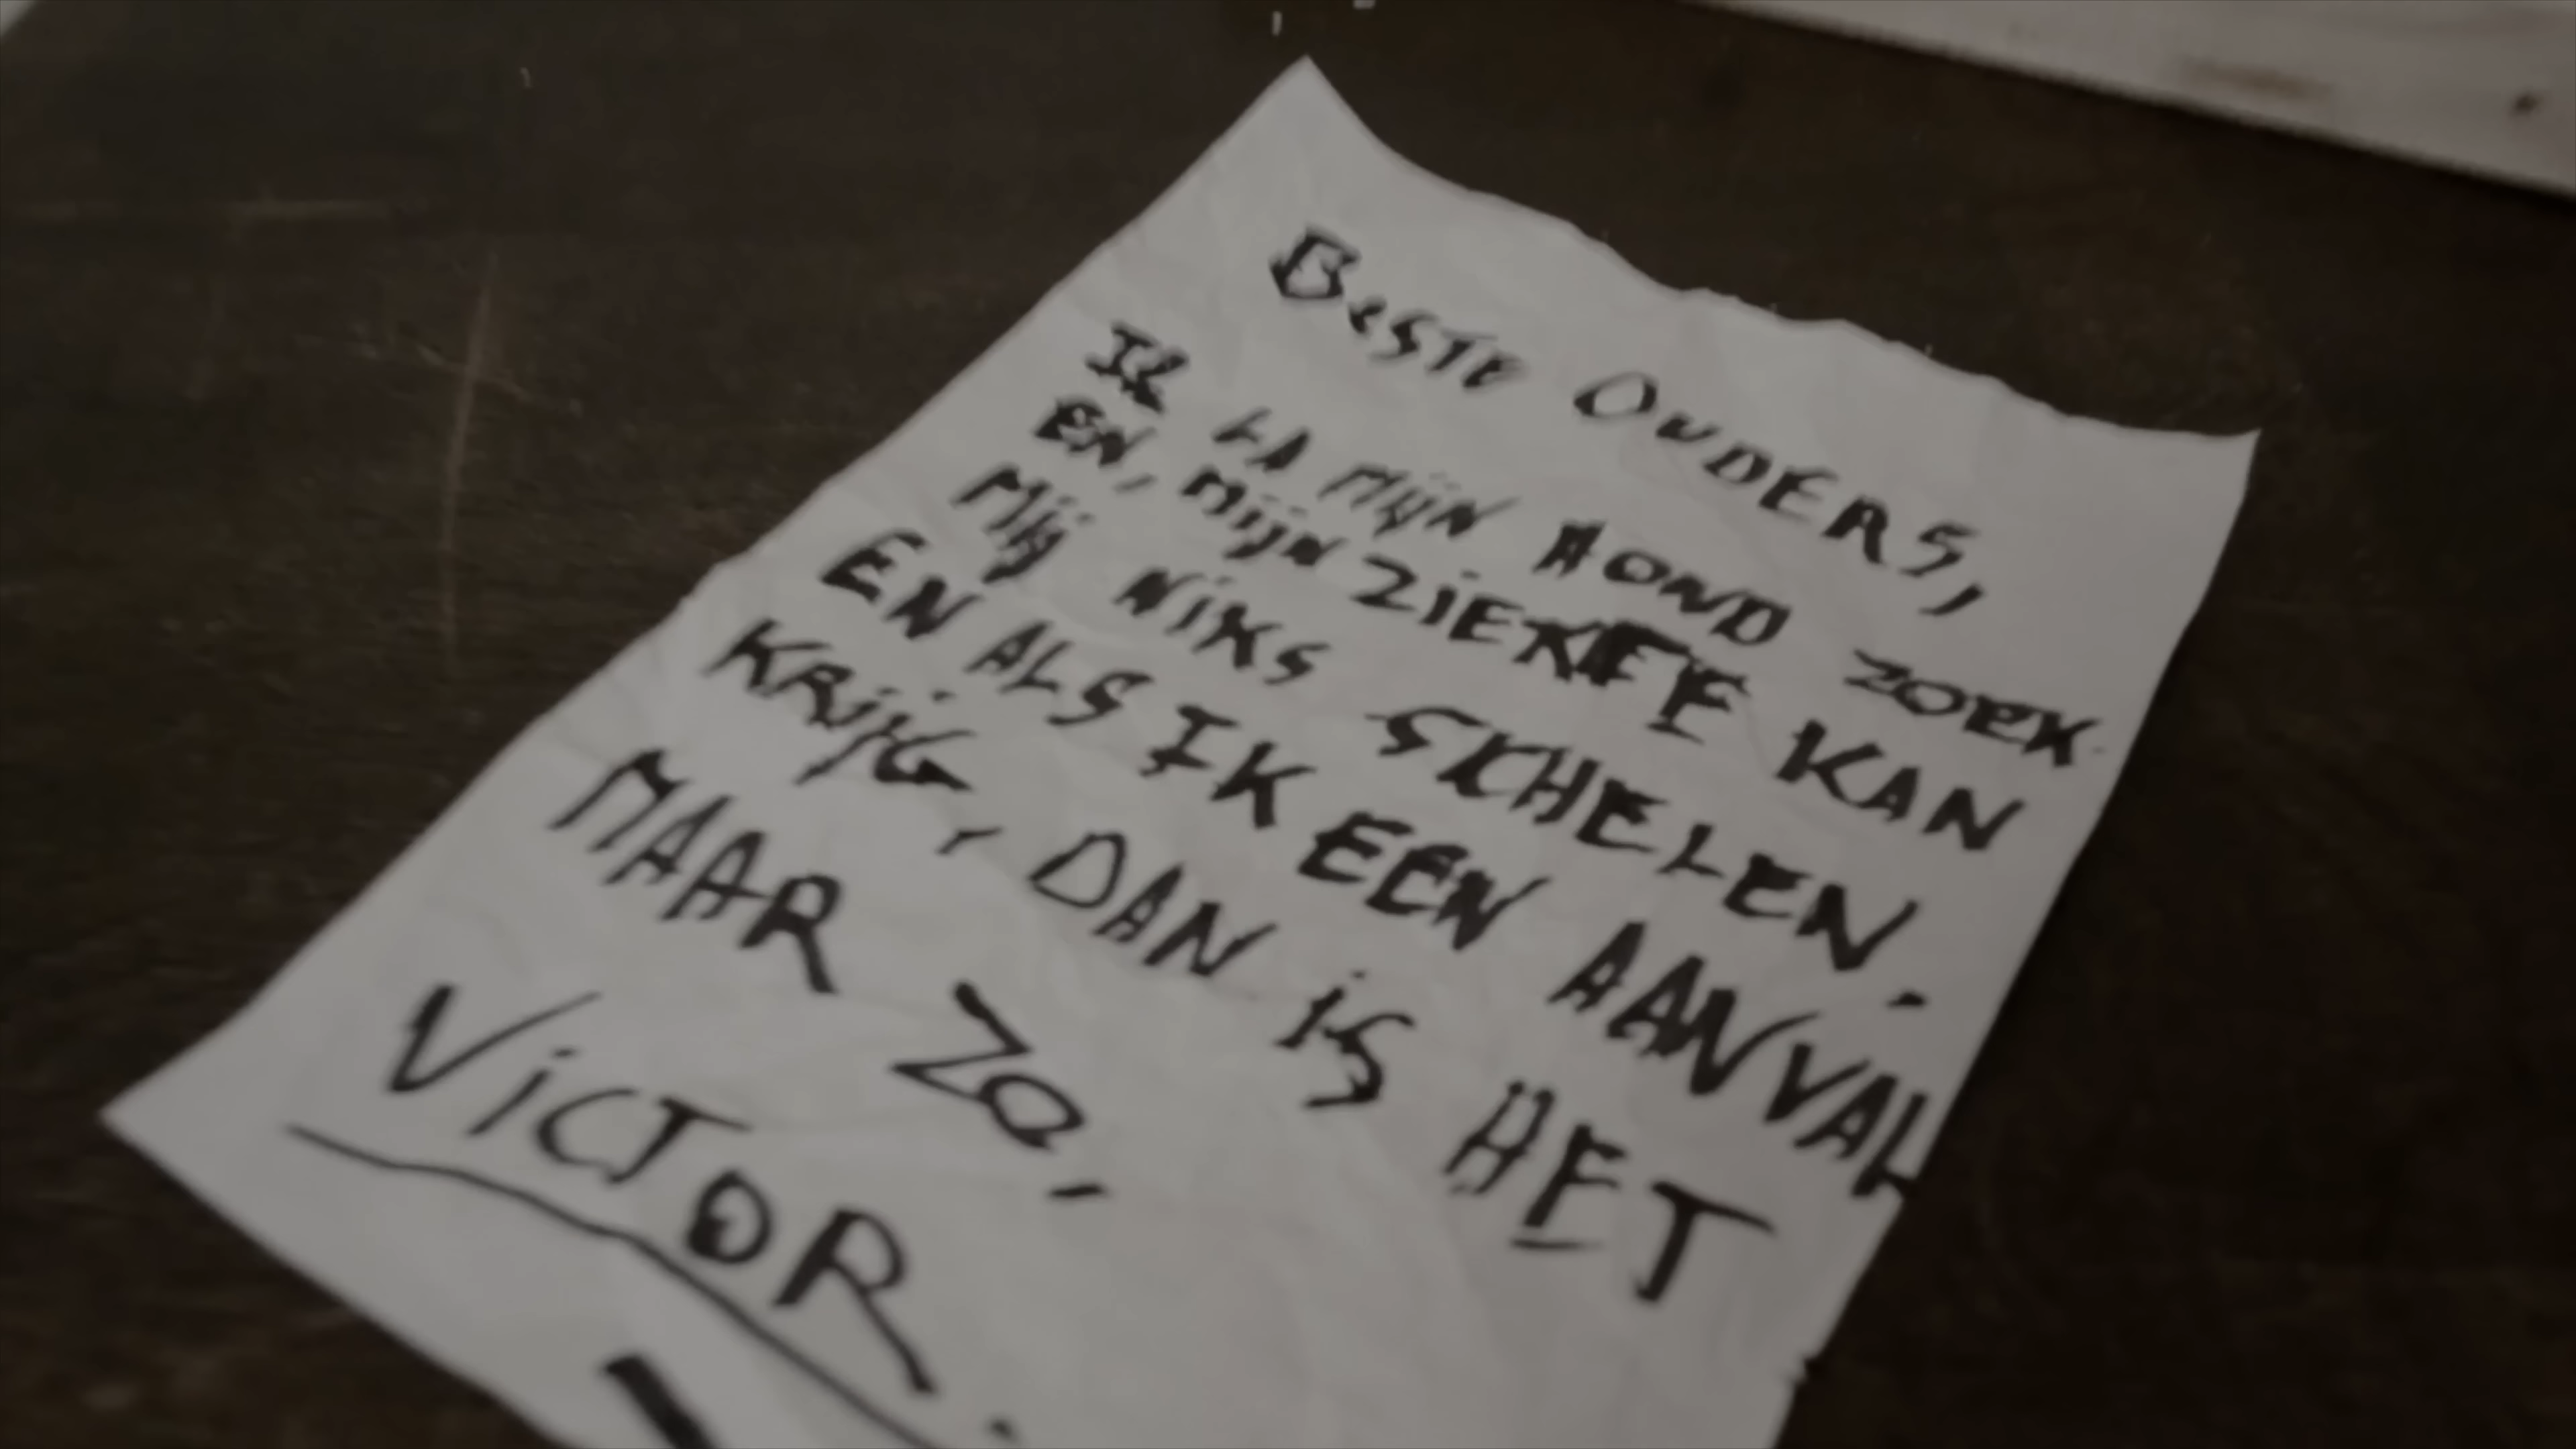 Beste OUDERS,
Ik GA Mijn HOND ZOEK
EN, Mijn ZiEKTE KAN
Mij NiKS SCHELEN.
EN ALS IK EEN AANVAL
KRijG, DAN iS HET
MAAR ZO,
ViCTOR.